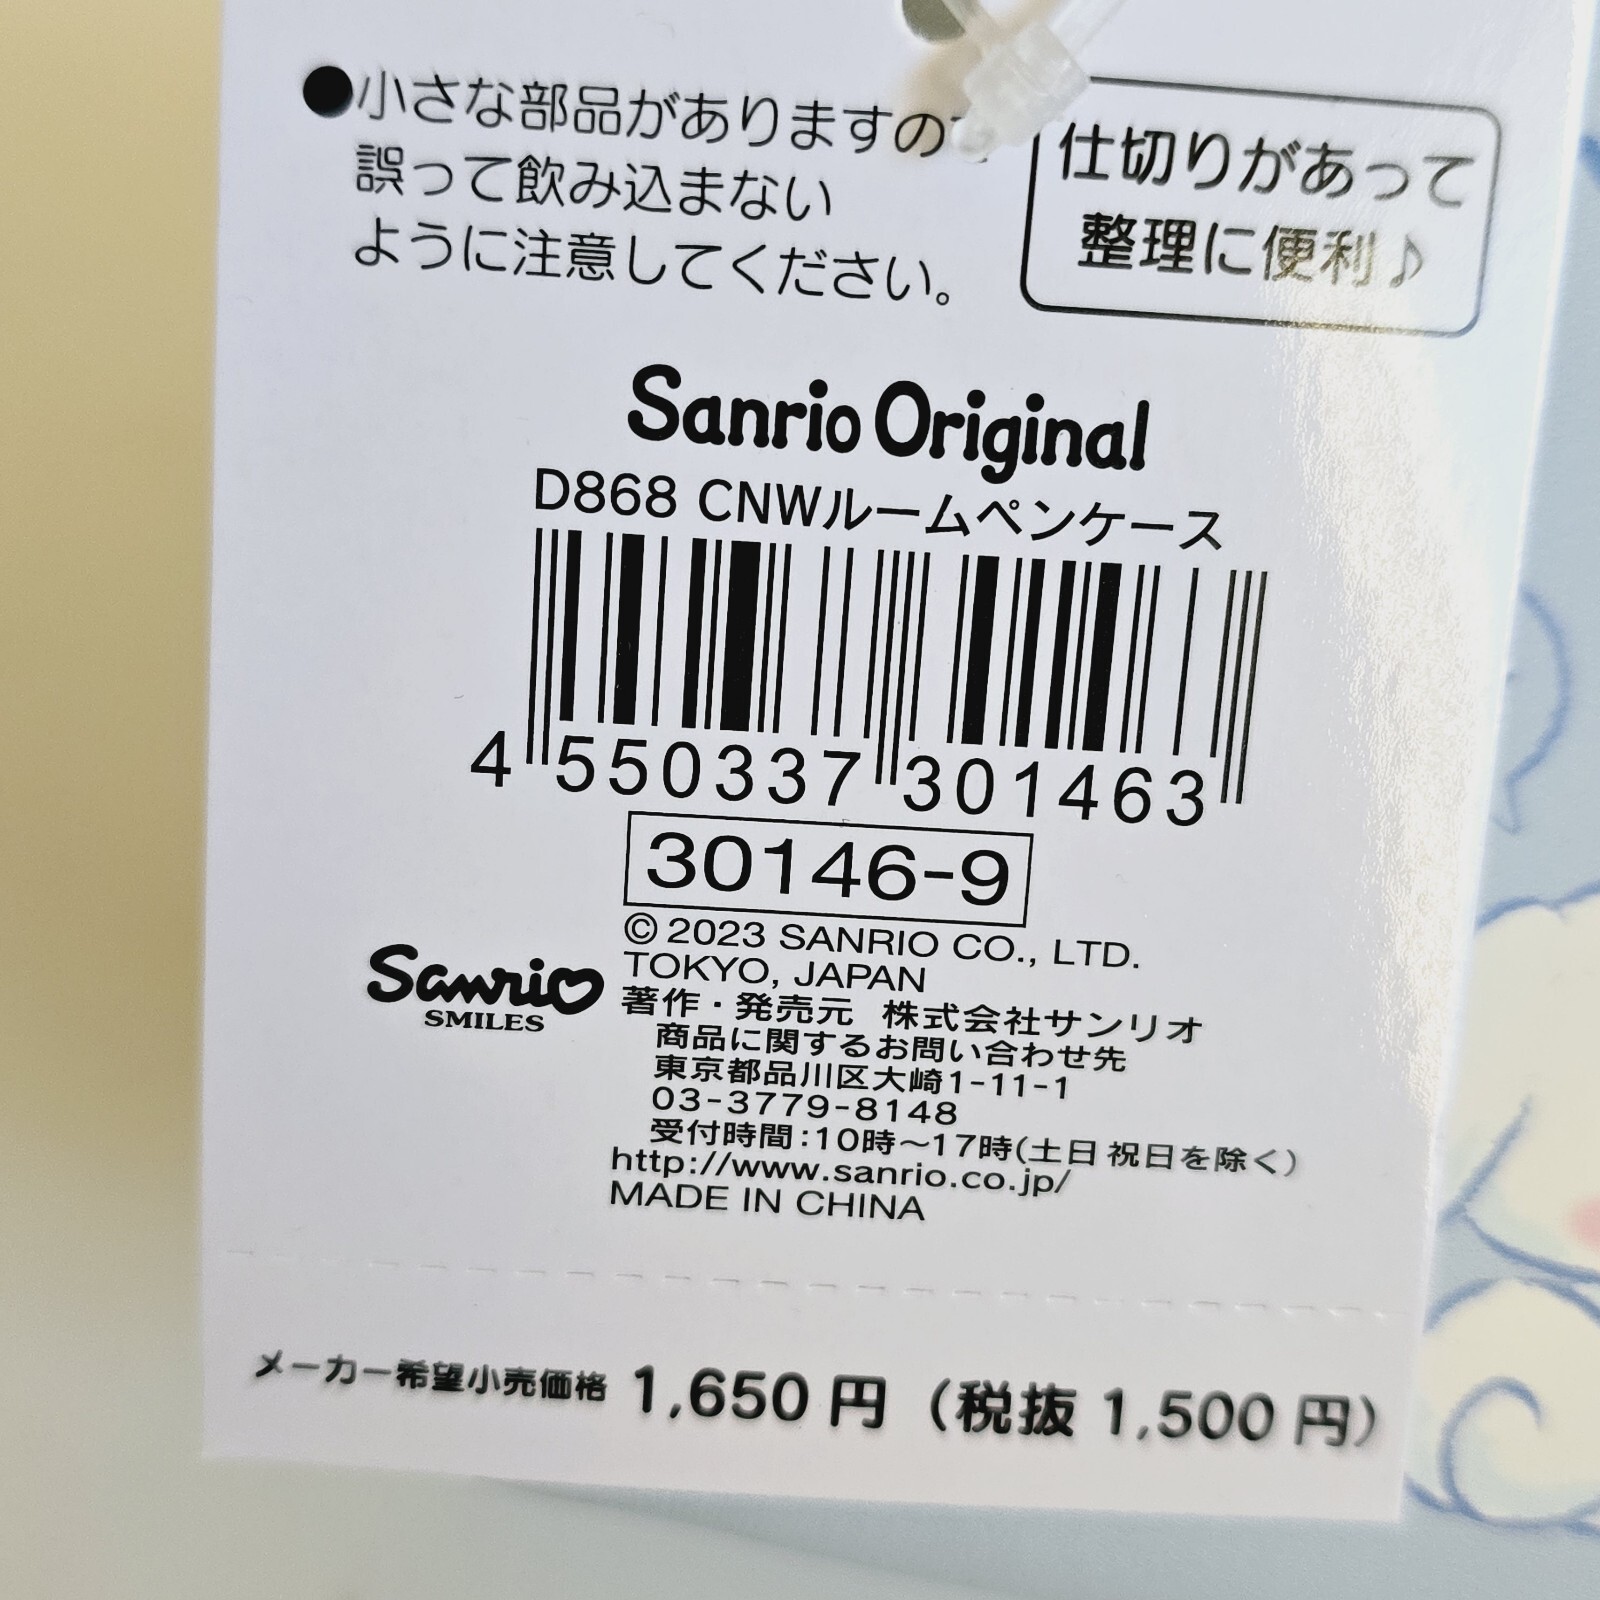 ●小さな部品がありますので
誤って飲み込まない
ように注意してください。
仕切りがあって
整理に便利♪
Sanrio Original
D868 CNWルームペンケース
4 550337 301463
30146-9
© 2023 SANRIO CO., LTD.
TOKYO, JAPAN
Sanrio
SMILES
著作・発売元 株式会社サンリオ
商品に関するお問い合わせ先
東京都品川区大崎1-11-1
03-3779-8148
受付時間:10時~17時(土日 祝日を除く)
http://www.sanrio.co.jp/
MADE IN CHINA
メーカー希望小売価格 1,650 円 (税抜 1,500 円)